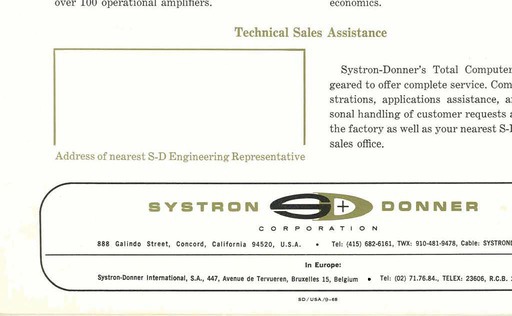 over 100 operational amplifiers.
economics.
Technical Sales Assistance
Systron-Donner's Total Computer
geared to offer complete service. Com
strations, applications assistance, a
sonal handling of customer requests a
the factory as well as your nearest S-D
sales office.
Address of nearest S-D Engineering Representative
SYSTRON SD DONNER
CORPORATION
888 Galindo Street, Concord, California 94520, U.S.A. • Tel: (415) 682-6161, TWX: 910-481-9478, Cable: SYSTRON
In Europe:
Systron-Donner International, S.A., 447, Avenue de Tervueren, Bruxelles 15, Belgium • Tel: (02) 71.76.84., TELEX: 23606, R.C.B.
SD/USA/9-68